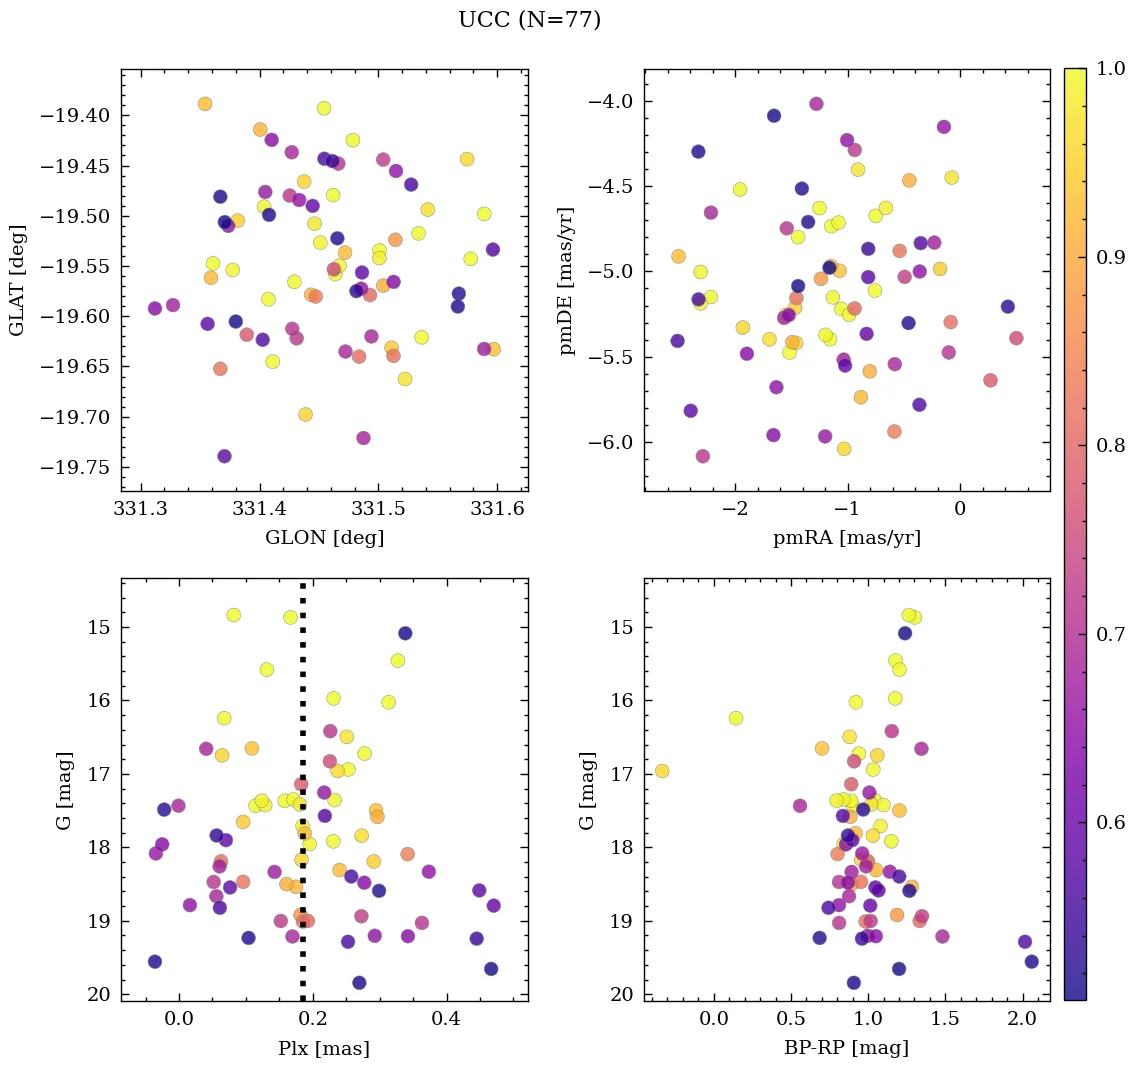 UCC (N=77)
−19.40
−19.45
−19.50
−19.55
−19.60
−19.65
−19.70
−19.75
GLAT [deg]
331.3 331.4 331.5 331.6
GLON [deg]
−4.0
−4.5
−5.0
−5.5
−6.0
pmDE [mas/yr]
−2 −1 0
pmRA [mas/yr]
15
16
17
18
19
20
G [mag]
0.0 0.2 0.4
Plx [mas]
15
16
17
18
19
20
G [mag]
0.0 0.5 1.0 1.5 2.0
BP-RP [mag]
1.0
0.9
0.8
0.7
0.6